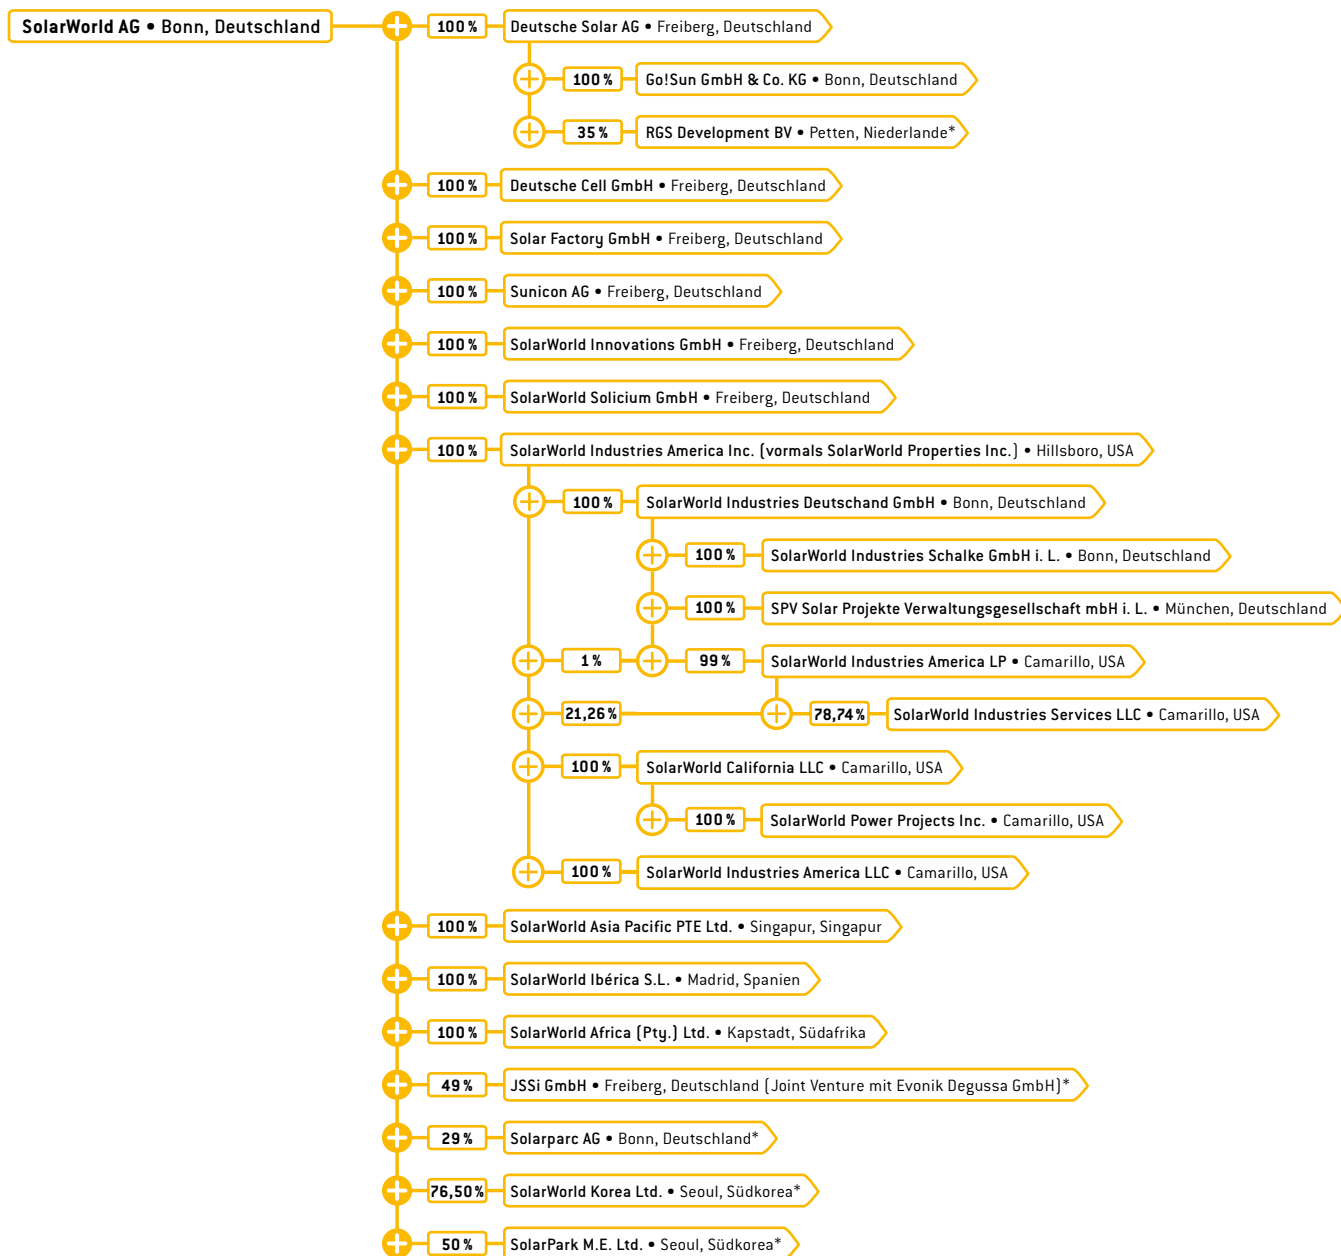 SolarWorld AG • Bonn, Deutschland 100% Deutsche Solar AG • Freiberg, Deutschland
100% Go!Sun GmbH & Co. KG • Bonn, Deutschland
35% RGS Development BV • Petten, Niederlande*
100% Deutsche Cell GmbH • Freiberg, Deutschland
100% Solar Factory GmbH • Freiberg, Deutschland
100% Sunicon AG • Freiberg, Deutschland
100% SolarWorld Innovations GmbH • Freiberg, Deutschland
100% SolarWorld Solicium GmbH • Freiberg, Deutschland
100% SolarWorld Industries America Inc. (vormals SolarWorld Properties Inc.) • Hillsboro, USA
100% SolarWorld Industries Deutschand GmbH • Bonn, Deutschland
100% SolarWorld Industries Schalke GmbH i. L. • Bonn, Deutschland
100% SPV Solar Projekte Verwaltungsgesellschaft mbH i. L. • München, Deutschland
1% 99% SolarWorld Industries America LP • Camarillo, USA
21,26% 78,74% SolarWorld Industries Services LLC • Camarillo, USA
100% SolarWorld California LLC • Camarillo, USA
100% SolarWorld Power Projects Inc. • Camarillo, USA
100% SolarWorld Industries America LLC • Camarillo, USA
100% SolarWorld Asia Pacific PTE Ltd. • Singapur, Singapur
100% SolarWorld Ibérica S.L. • Madrid, Spanien
100% SolarWorld Africa (Pty.) Ltd. • Kapstadt, Südafrika
49% JSSi GmbH • Freiberg, Deutschland (Joint Venture mit Evonik Degussa GmbH)*
29% Solarparc AG • Bonn, Deutschland*
76,50% SolarWorld Korea Ltd. • Seoul, Südkorea*
50% SolarPark M.E. Ltd. • Seoul, Südkorea*